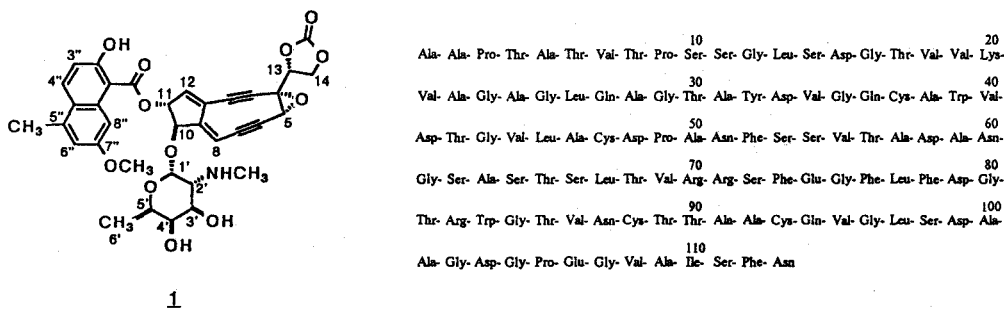 O
OH
O O
3" 13
14
4" O 12
11
O
O
5" 8" 10 5
CH3
6" 7" O 8
OCH3 1' NHCH3
O 2'
5' 3'
CH3 OH
6' 4'
OH
1
10 20
Ala- Ala- Pro- Thr- Ala- Thr- Val- Thr- Pro- Ser- Ser- Gly- Leu- Ser- Asp- Gly- Thr- Val- Val- Lys-
30 40
Val- Ala- Gly- Ala- Gly- Leu- Gln- Ala- Gly- Thr- Ala- Tyr- Asp- Val- Gly- Gln- Cys- Ala- Trp- Val-
50 60
Asp- Thr- Gly- Val- Leu- Ala- Cys- Asp- Pro- Ala- Asn- Phe- Ser- Ser- Val- Thr- Ala- Asp- Ala- Asn-
70 80
Gly- Ser- Ala- Ser- Thr- Ser- Leu- Thr- Val- Arg- Arg- Ser- Phe- Glu- Gly- Phe- Leu- Phe- Asp- Gly-
90 100
Thr- Arg- Trp- Gly- Thr- Val- Asn- Cys- Thr- Thr- Ala- Ala- Cys- Gln- Val- Gly- Leu- Ser- Asp- Ala-
110
Ala- Gly- Asp- Gly- Pro- Glu- Gly- Val- Ala- Ile- Ser- Phe- Asn